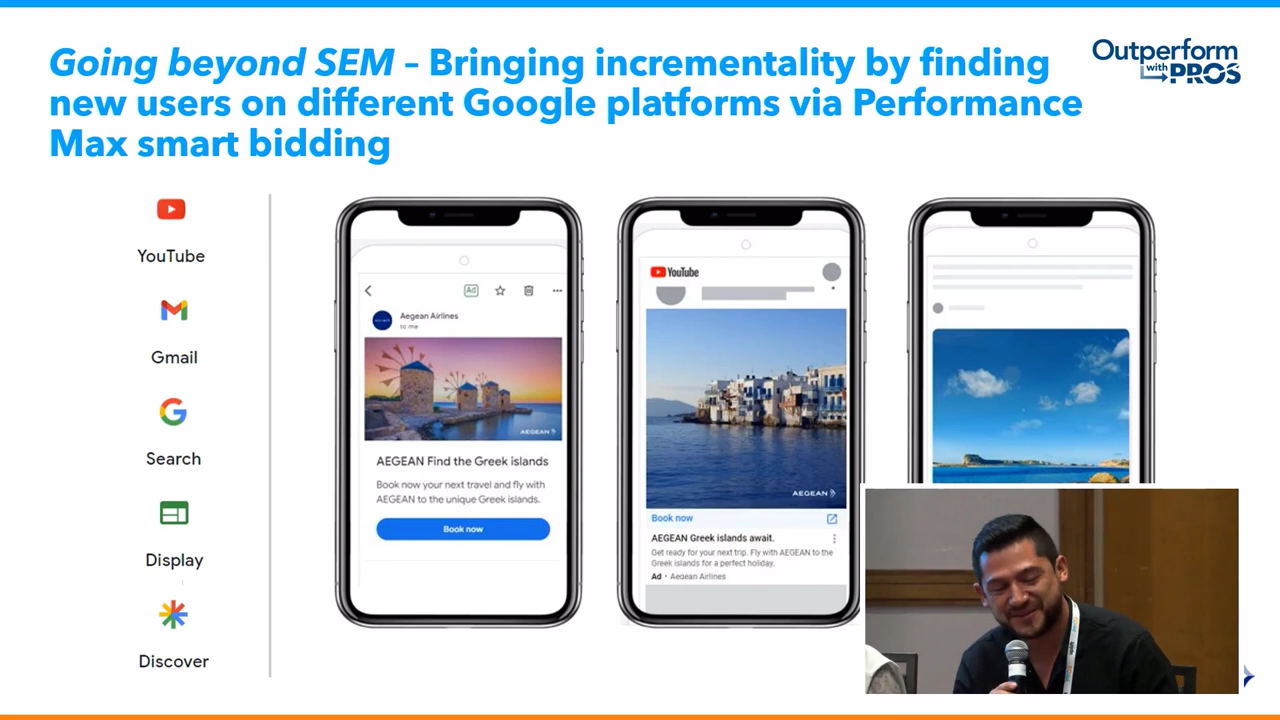 Going beyond SEM – Bringing incrementality by finding
new users on different Google platforms via Performance
Max smart bidding
Outperform
with PROS
YouTube
Gmail
Search
Display
Discover
Ad
Aegean Airlines
to me
AEGEAN
AEGEAN Find the Greek islands
Book now your next travel and fly with
AEGEAN to the unique Greek islands.
Book now
YouTube
AEGEAN
Book now
AEGEAN Greek islands await.
Get ready for your next trip. Fly with AEGEAN to the
Greek islands for a perfect holiday.
Ad • Aegean Airlines